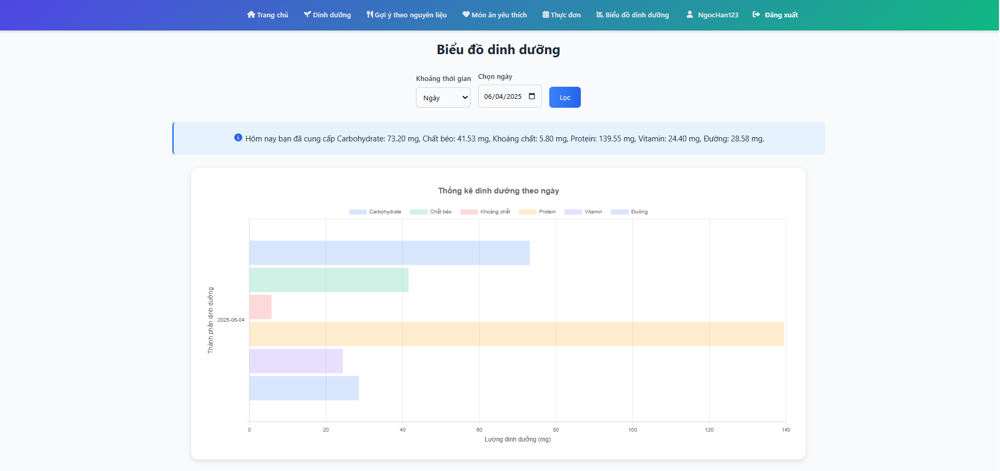 Trang chủ Dinh dưỡng Gợi ý theo nguyên liệu Món ăn yêu thích Thực đơn Biểu đồ dinh dưỡng NgocHan123 Đăng xuất
Biểu đồ dinh dưỡng
Khoảng thời gian Chọn ngày
Ngày 06/04/2025 Lọc
Hôm nay bạn đã cung cấp Carbohydrate: 73.20 mg, Chất béo: 41.53 mg, Khoáng chất: 5.80 mg, Protein: 139.55 mg, Vitamin: 24.40 mg, Đường: 28.58 mg.
Thống kê dinh dưỡng theo ngày
Carbohydrate Chất béo Khoáng chất Protein Vitamin Đường
Thành phần dinh dưỡng
2025-06-04
0 20 40 60 80 100 120 140
Lượng dinh dưỡng (mg)